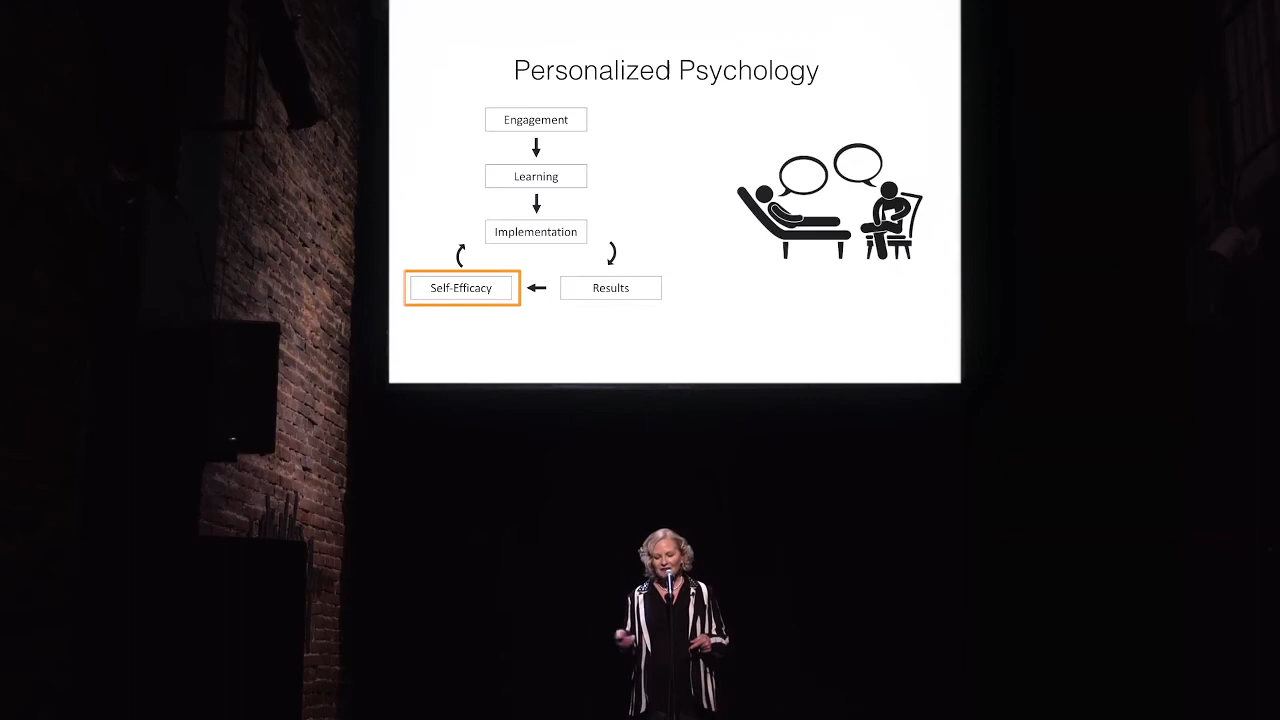 Personalized Psychology
Engagement
Learning
Implementation
Self-Efficacy
Results